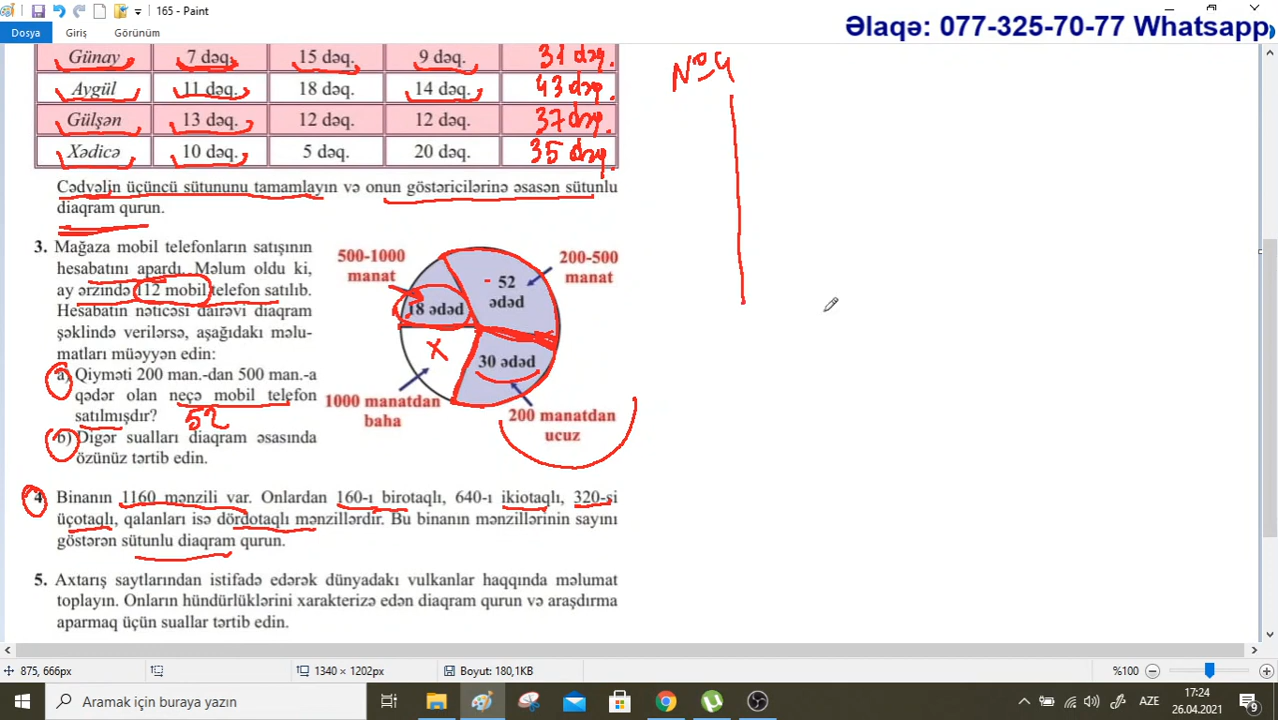 165 - Paint
Əlaqə: 077-325-70-77 Whatsapp
Dosya Giriş Görünüm
Günay 7 dəq. 15 dəq. 9 dəq. 31 dəq.
Aygül 11 dəq. 18 dəq. 14 dəq. 43 dəq.
Gülşən 13 dəq. 12 dəq. 12 dəq. 37 dəq.
Xədicə 10 dəq. 5 dəq. 20 dəq. 35 dəq.
№4
Cədvəlin üçüncü sütununu tamamlayın və onun göstəricilərinə əsasən sütunlu
diaqram qurun.
3. Mağaza mobil telefonların satışının
hesabatını apardı. Məlum oldu ki,
ay ərzində 112 mobil telefon satılıb.
Hesabatın nəticəsi dairəvi diaqram
şəklində verilərsə, aşağıdakı məlu-
matları müəyyən edin:
a) Qiyməti 200 man.-dan 500 man.-a
qədər olan neçə mobil telefon
satılmışdır? 52
b) Digər sualları diaqram əsasında
özünüz tərtib edin.
500-1000
manat
200-500
manat
52
ədəd
18 ədəd
X
30 ədəd
1000 manatdan
baha
200 manatdan
ucuz
4. Binanın 1160 mənzili var. Onlardan 160-ı birotaqlı, 640-ı ikiotaqlı, 320-si
üçotaqlı, qalanları isə dördotaqlı mənzillərdir. Bu binanın mənzillərinin sayını
göstərən sütunlu diaqram qurun.
5. Axtarış saytlarından istifadə edərək dünyadakı vulkanlar haqqında məlumat
toplayın. Onların hündürlüklərini xarakterizə edən diaqram qurun və araşdırma
aparmaq üçün suallar tərtib edin.
875, 666px 1340 × 1202px Boyut: 180,1KB %100
Aramak için buraya yazın
AZE 17:24
26.04.2021
9